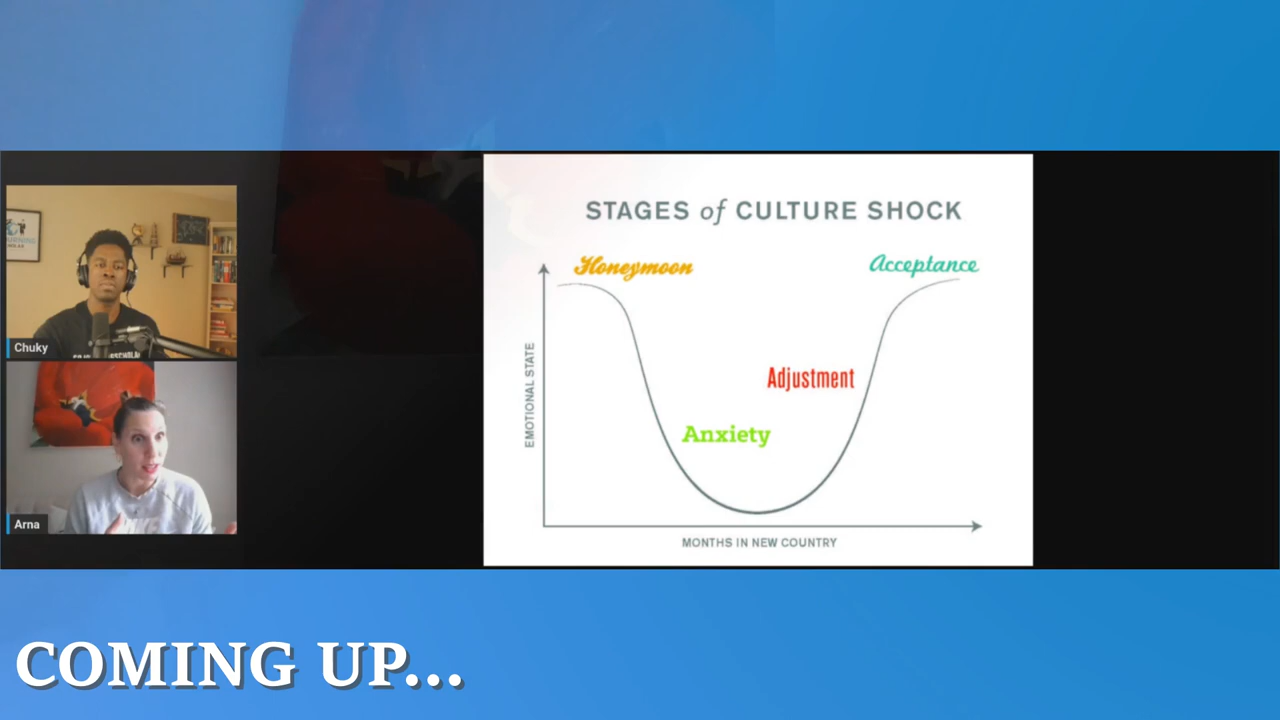 Chuky
Arna
STAGES of CULTURE SHOCK
Honeymoon
Acceptance
EMOTIONAL STATE
Adjustment
Anxiety
MONTHS IN NEW COUNTRY
COMING UP...